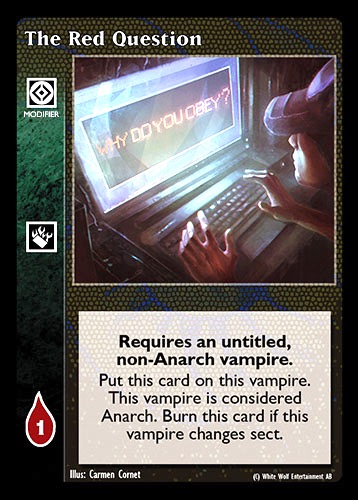 The Red Question
MODIFIER
WHY DO YOU OBEY?
Requires an untitled,
non-Anarch vampire.
Put this card on this vampire.
This vampire is considered
Anarch. Burn this card if this
vampire changes sect.
1
Illus: Carmen Cornet
(C) White Wolf Entertainment AB